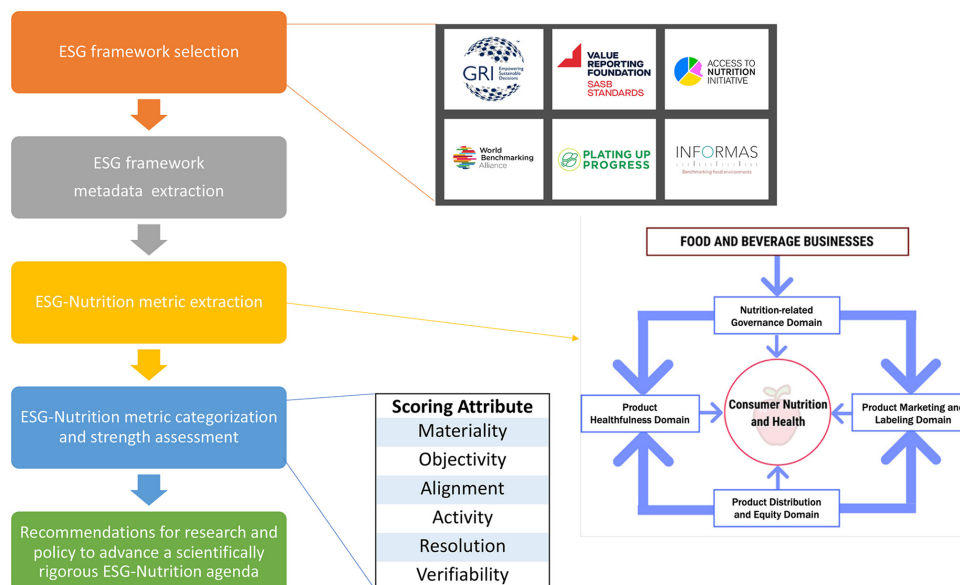 ESG framework selection
ESG framework
metadata extraction
ESG-Nutrition metric extraction
ESG-Nutrition metric categorization
and strength assessment
Recommendations for research and
policy to advance a scientifically
rigorous ESG-Nutrition agenda
GRI
Empowering
Sustainable
Decisions
VALUE
REPORTING
FOUNDATION
SASB
STANDARDS
ACCESS TO
NUTRITION
INITIATIVE
World
Benchmarking
Alliance
PLATING UP
PROGRESS
INFORMAS
Benchmarking food environments
Scoring Attribute
Materiality
Objectivity
Alignment
Activity
Resolution
Verifiability
FOOD AND BEVERAGE BUSINESSES
Nutrition-related
Governance Domain
Product
Healthfulness Domain
Consumer Nutrition
and Health
Product Marketing and
Labeling Domain
Product Distribution
and Equity Domain